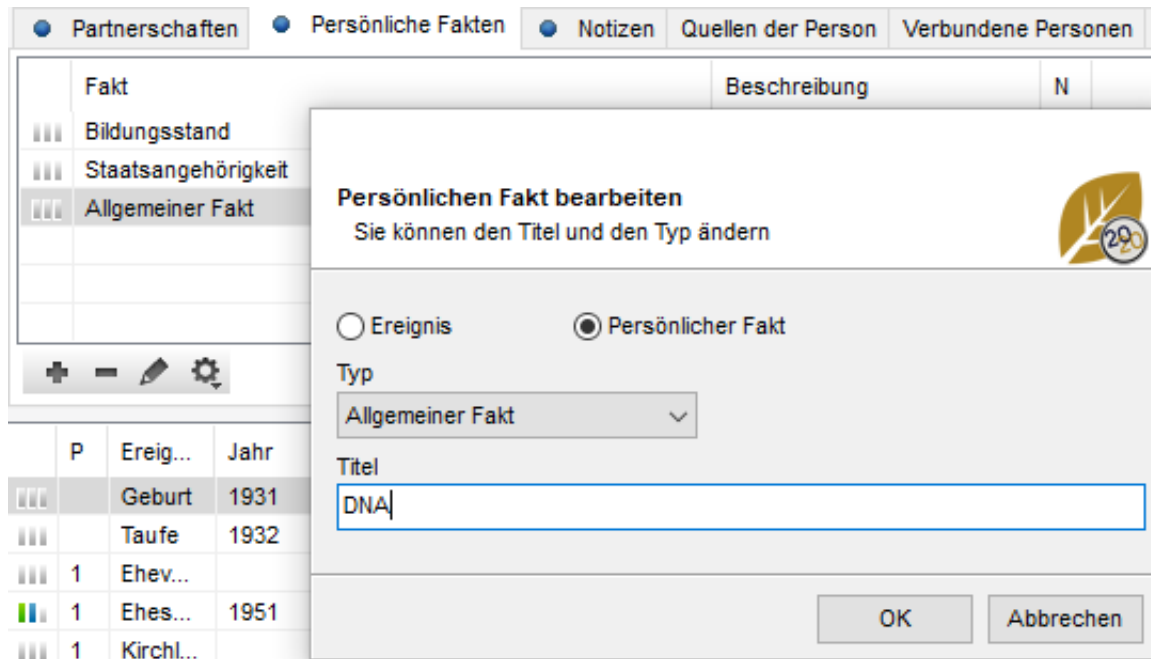 Partnerschaften Persönliche Fakten Notizen Quellen der Person Verbundene Personen
Fakt Beschreibung N
Bildungsstand
Staatsangehörigkeit
Allgemeiner Fakt
Persönlichen Fakt bearbeiten
Sie können den Titel und den Typ ändern
2020
Ereignis Persönlicher Fakt
Typ
Allgemeiner Fakt
Titel
DNA
OK Abbrechen
P Ereig... Jahr
Geburt 1931
Taufe 1932
1 Ehev...
1 Ehes... 1951
1 Kirchl...